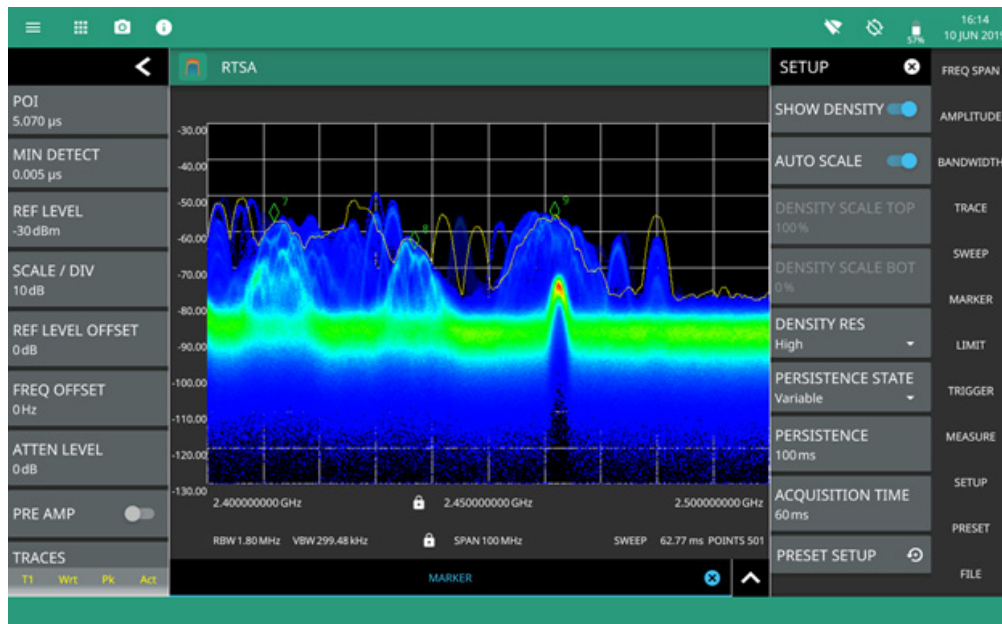 16:14
57%
10 JUN 2019
RTSA
SETUP
FREQ SPAN
POI
5.070 µs
MIN DETECT
0.005 µs
REF LEVEL
-30 dBm
SCALE / DIV
10 dB
REF LEVEL OFFSET
0 dB
FREQ OFFSET
0 Hz
ATTEN LEVEL
0 dB
PRE AMP
TRACES
T1 Wrt Pk Act
-30.00
-40.00
-50.00
-60.00
-70.00
-80.00
-90.00
-100.00
-110.00
-120.00
-130.00
7
8
9
2.400000000 GHz 2.450000000 GHz 2.500000000 GHz
RBW 1.80 MHz VBW 299.48 kHz SPAN 100 MHz SWEEP 62.77 ms POINTS 501
MARKER
SHOW DENSITY
AUTO SCALE
DENSITY SCALE TOP
100 %
DENSITY SCALE BOT
0 %
DENSITY RES
High
PERSISTENCE STATE
Variable
PERSISTENCE
100 ms
ACQUISITION TIME
60 ms
PRESET SETUP
AMPLITUDE
BANDWIDTH
TRACE
SWEEP
MARKER
LIMIT
TRIGGER
MEASURE
SETUP
PRESET
FILE